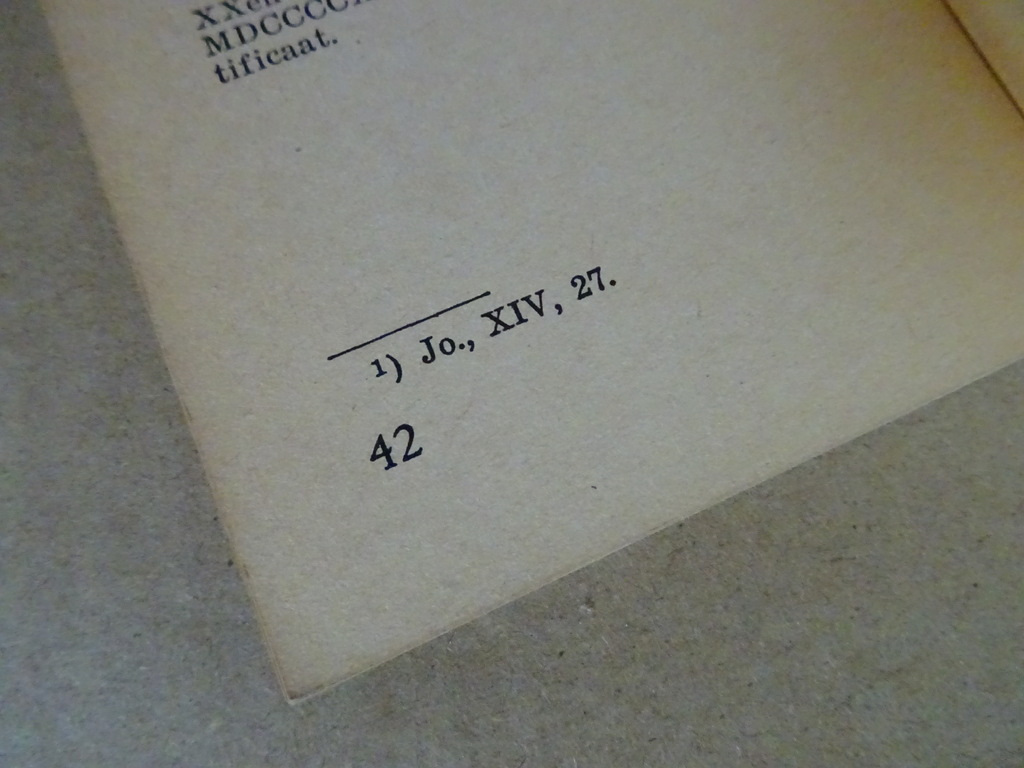 MDCCCC
tificaat.
1) Jo., XIV, 27.
42